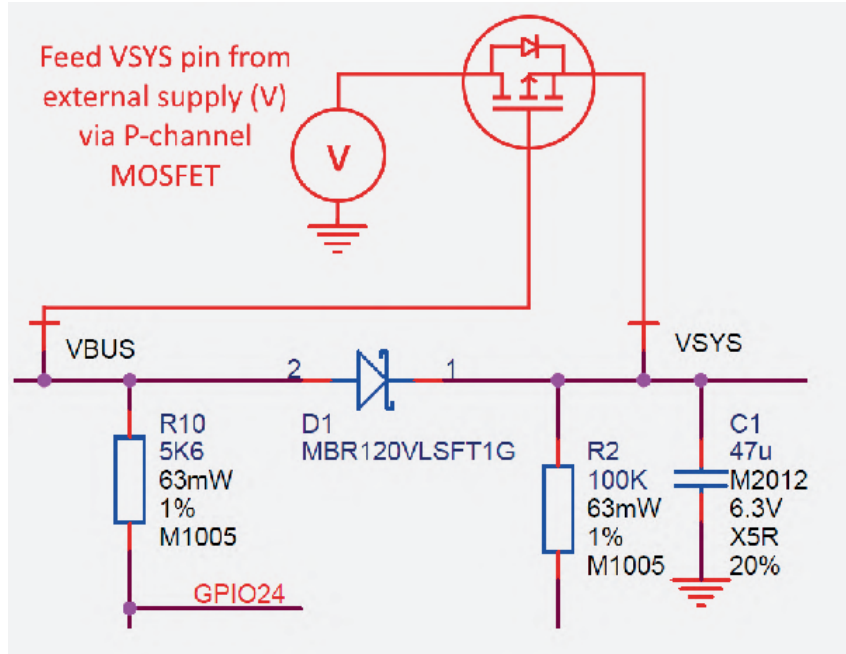 Feed VSYS pin from
external supply (V)
via P-channel
MOSFET
V
VBUS
VSYS
2
1
R10
5K6
63mW
1%
M1005
D1
MBR120VLSFT1G
R2
100K
63mW
1%
M1005
C1
47u
M2012
6.3V
X5R
20%
GPIO24